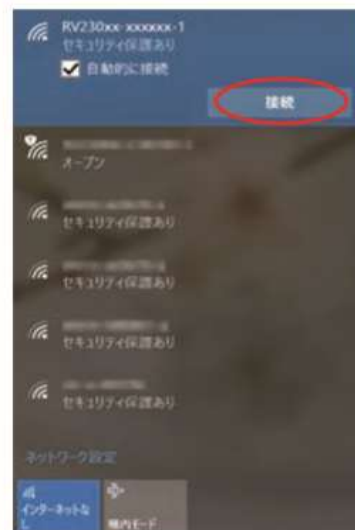 RV230xx-xxxxxx-1
セキュリティ保護あり
自動的に接続
接続
オープン
セキュリティ保護あり
セキュリティ保護あり
セキュリティ保護あり
セキュリティ保護あり
ネットワーク設定
インターネットな
し
機内モード